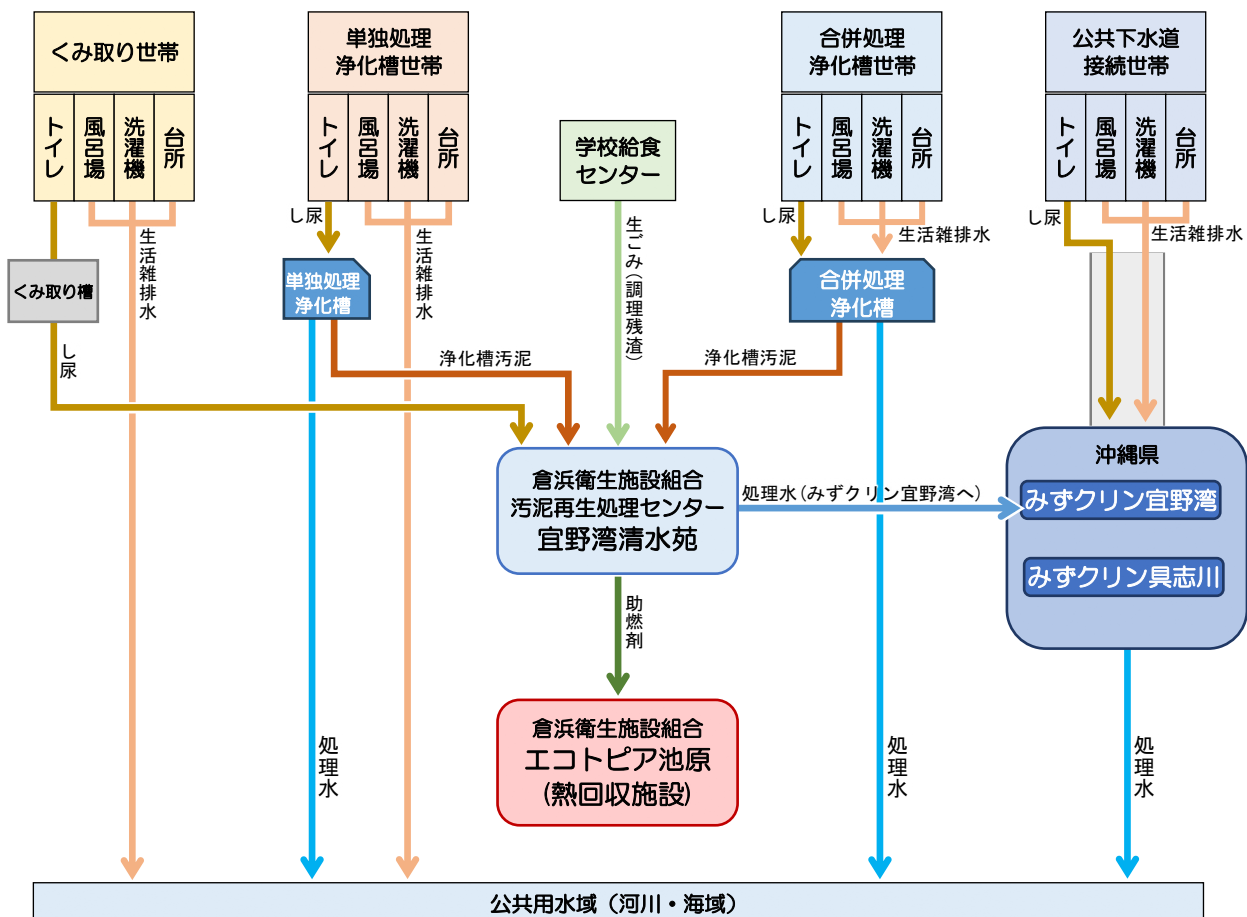 くみ取り世帯
トイレ
風呂場
洗濯機
台所
単独処理
浄化槽世帯
トイレ
風呂場
洗濯機
台所
学校給食
センター
合併処理
浄化槽世帯
トイレ
風呂場
洗濯機
台所
公共下水道
接続世帯
トイレ
風呂場
洗濯機
台所
生活雑排水
し尿
生活雑排水
生ごみ(調理残渣)
し尿
生活雑排水
し尿
生活雑排水
くみ取り槽
単独処理
浄化槽
合併処理
浄化槽
し尿
浄化槽汚泥
浄化槽汚泥
倉浜衛生施設組合
汚泥再生処理センター
宜野湾清水苑
処理水(みずクリン宜野湾へ)
沖縄県
みずクリン宜野湾
みずクリン具志川
助燃剤
倉浜衛生施設組合
エコトピア池原
(熱回収施設)
処理水
処理水
処理水
公共用水域（河川・海域）